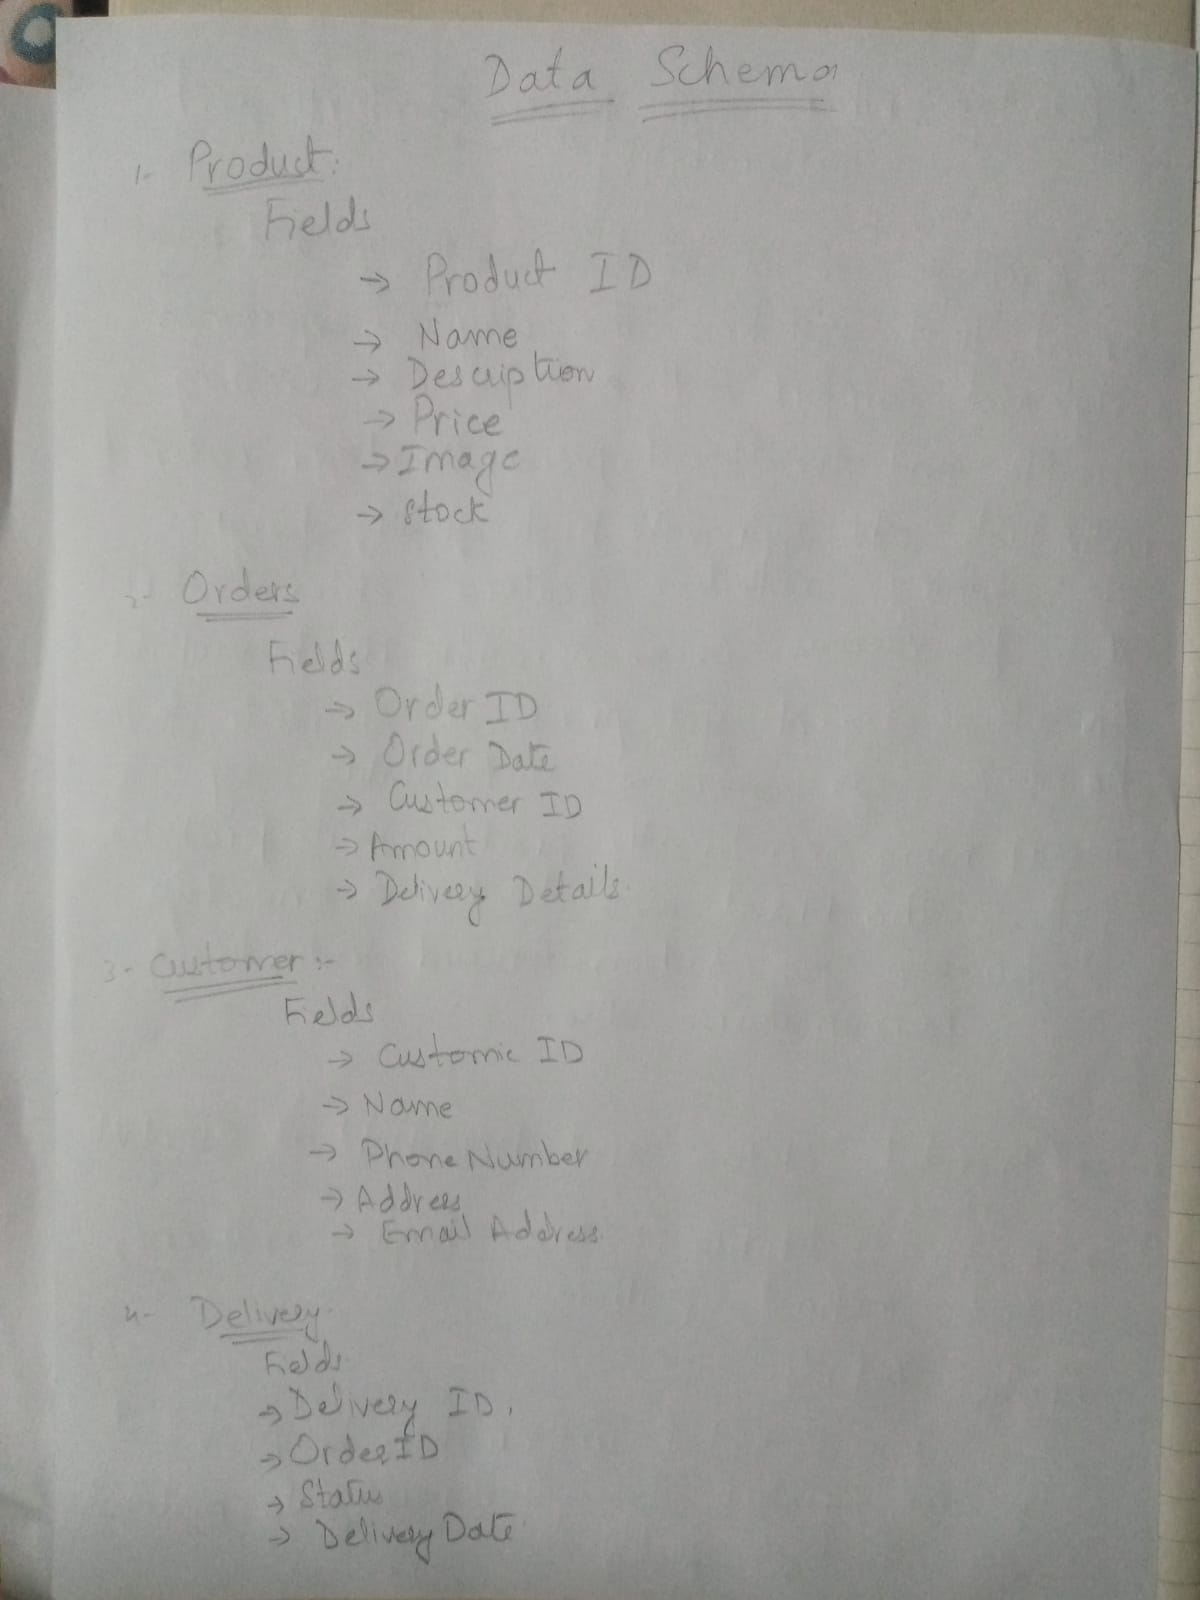 Data Schema
1- Product:
Fields
→ Product ID
→ Name
→ Description
→ Price
→ Image
→ Stock
2- Orders
Fields
→ Order ID
→ Order Date
→ Customer ID
→ Amount
→ Delivery Details
3- Customer :-
Fields
→ Customic ID
→ Name
→ Phone Number
→ Address
→ Email Address
4- Delivery
Fields
→ Delivery ID.
→ Order ID
→ Status
→ Delivery Date